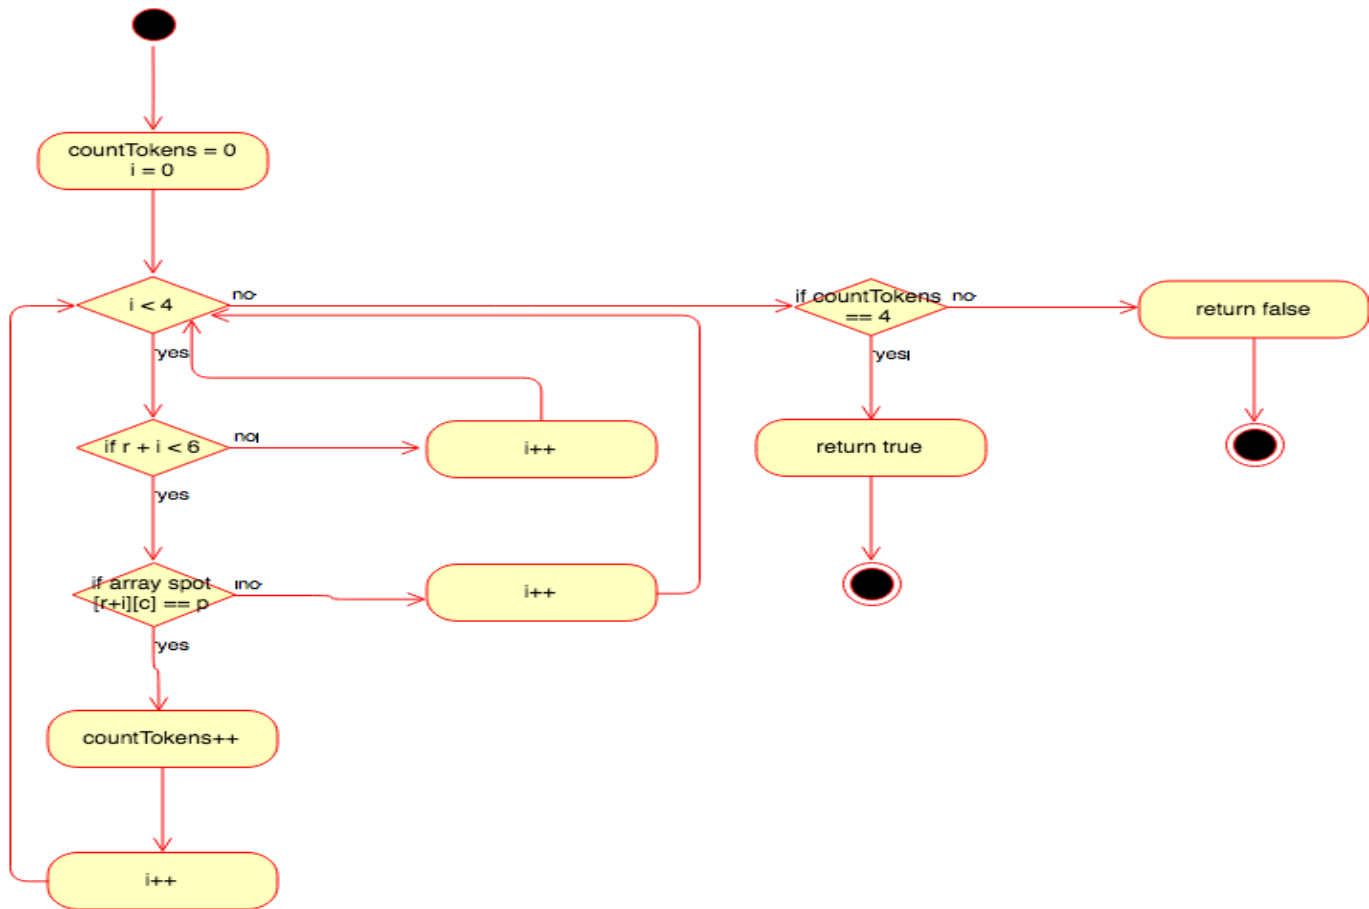 countTokens = 0
i = 0
i < 4
no
if countTokens
== 4
no
return false
yes
yes
if r + i < 6
no
i++
return true
yes
if array spot
[r+i][c] == p
no
i++
yes
countTokens++
i++